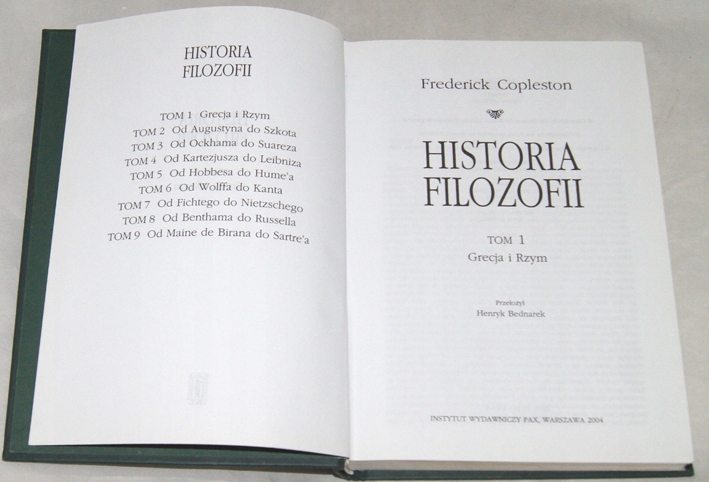 HISTORIA
FILOZOFII
TOM 1 Grecja i Rzym
TOM 2 Od Augustyna do Szkota
TOM 3 Od Ockhama do Suareza
TOM 4 Od Kartezjusza do Leibniza
TOM 5 Od Hobbesa do Hume'a
TOM 6 Od Wolffa do Kanta
TOM 7 Od Fichtego do Nietzschego
TOM 8 Od Benthama do Russella
TOM 9 Od Maine de Birana do Sartre'a
Frederick Copleston
HISTORIA
FILOZOFII
TOM 1
Grecja i Rzym
Przełożył
Henryk Bednarek
INSTYTUT WYDAWNICZY PAX, WARSZAWA 2004